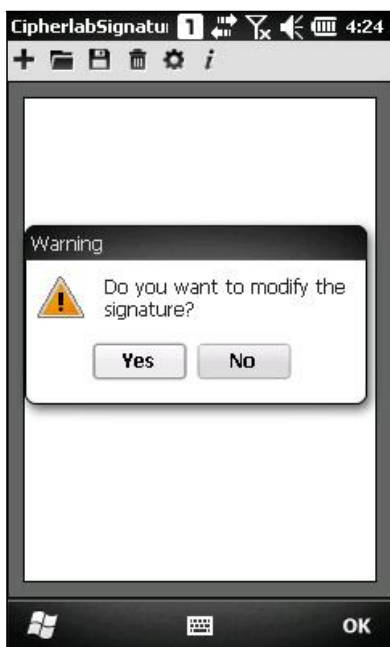 CipherlabSignatu 1 4:24
i
Warning
Do you want to modify the
signature?
Yes No
OK